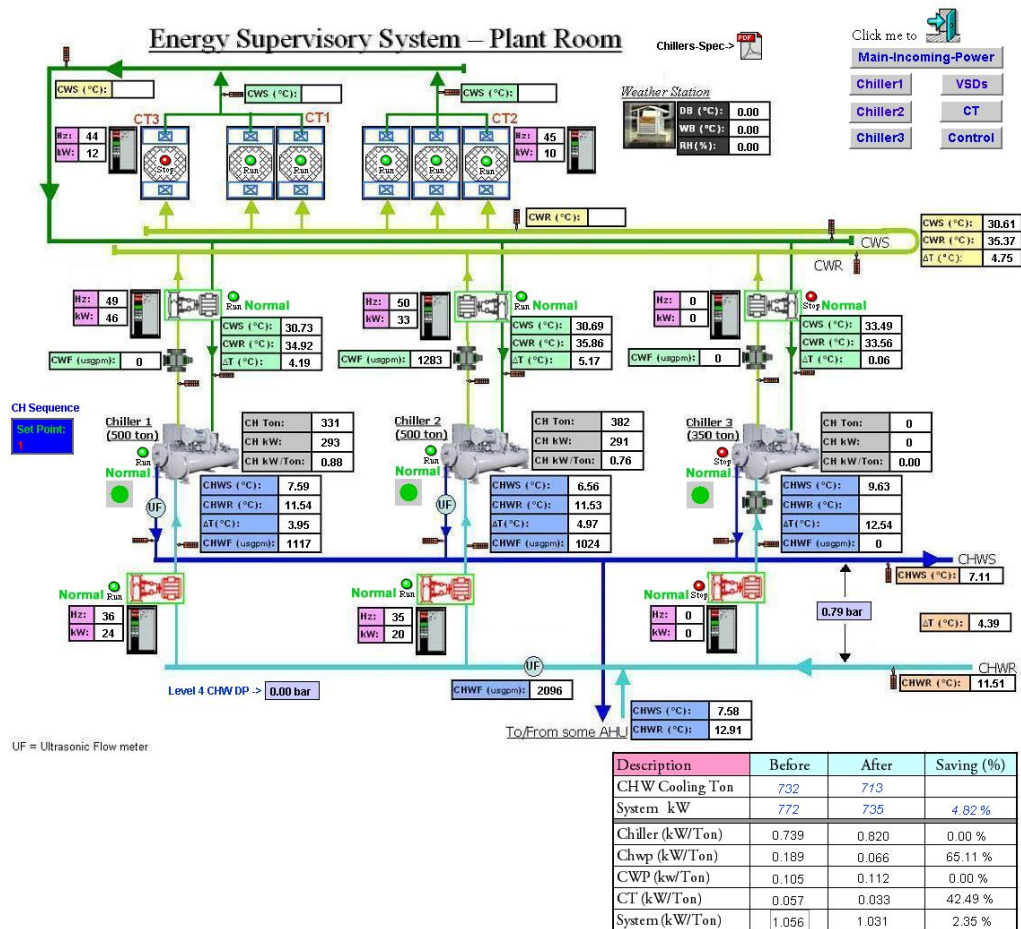 Energy Supervisory System – Plant Room
Chillers-Spec->
PDF
Click me to
Main-Incoming-Power
Chiller1 VSDs
Chiller2 CT
Chiller3 Control
Weather Station
DB (°C): 0.00
WB (°C): 0.00
RH(%): 0.00
CWS (°C):
CWS (°C):
CWS (°C):
CT3 CT1 CT2
Hz: 44
kW: 12
Hz: 45
kW: 10
Stop Run Run Run Run Run
CWR (°C):
CWS
CWR
CWS (°C): 30.61
CWR (°C): 35.37
ΔT (°C): 4.75
Hz: 49
kW: 46
Run Normal
CWS (°C): 30.73
CWR (°C): 34.92
ΔT (°C): 4.19
CWF (usgpm): 0
Hz: 50
kW: 33
Run Normal
CWS (°C): 30.69
CWR (°C): 35.86
ΔT (°C): 5.17
CWF (usgpm): 1283
Hz: 0
kW: 0
Stop Normal
CWS (°C): 33.49
CWR (°C): 33.56
ΔT (°C): 0.06
CWF (usgpm): 0
CH Sequence
Set Point:
1
Chiller 1
(500 ton)
Run
Normal
CH Ton: 331
CH kW: 293
CH kW/Ton: 0.88
CHWS (°C): 7.59
CHWR (°C): 11.54
ΔT(°C): 3.95
CHWF (usgpm) 1117
UF
Chiller 2
(500 ton)
Run
Normal
CH Ton: 382
CH kW: 291
CH kW/Ton: 0.76
CHWS (°C): 6.56
CHWR (°C): 11.53
ΔT(°C): 4.97
CHWF (usgpm) 1024
UF
Chiller 3
(350 ton)
Stop
Normal
CH Ton: 0
CH kW: 0
CH kW/Ton: 0.00
CHWS (°C): 9.63
CHWR (°C):
ΔT(°C): 12.54
CHWF (usgpm) 0
CHWS
CHWS (°C): 7.11
Normal Run
Hz: 36
kW: 24
Normal Run
Hz: 35
kW: 20
Normal Stop
Hz: 0
kW: 0
0.79 bar
ΔT (°C): 4.39
UF
CHWR
CHWR (°C): 11.51
Level 4 CHW DP -> 0.00 bar
CHWF (usgpm) 2096
To/From some AHU
CHWS (°C): 7.58
CHWR (°C): 12.91
UF = Ultrasonic Flow meter
Description Before After Saving (%)
CHW Cooling Ton 732 713
System kW 772 735 4.82 %
Chiller (kW/Ton) 0.739 0.820 0.00 %
Chwp (kW/Ton) 0.189 0.066 65.11 %
CWP (kw/Ton) 0.105 0.112 0.00 %
CT (kW/Ton) 0.057 0.033 42.49 %
System (kW/Ton) 1.056 1.031 2.35 %